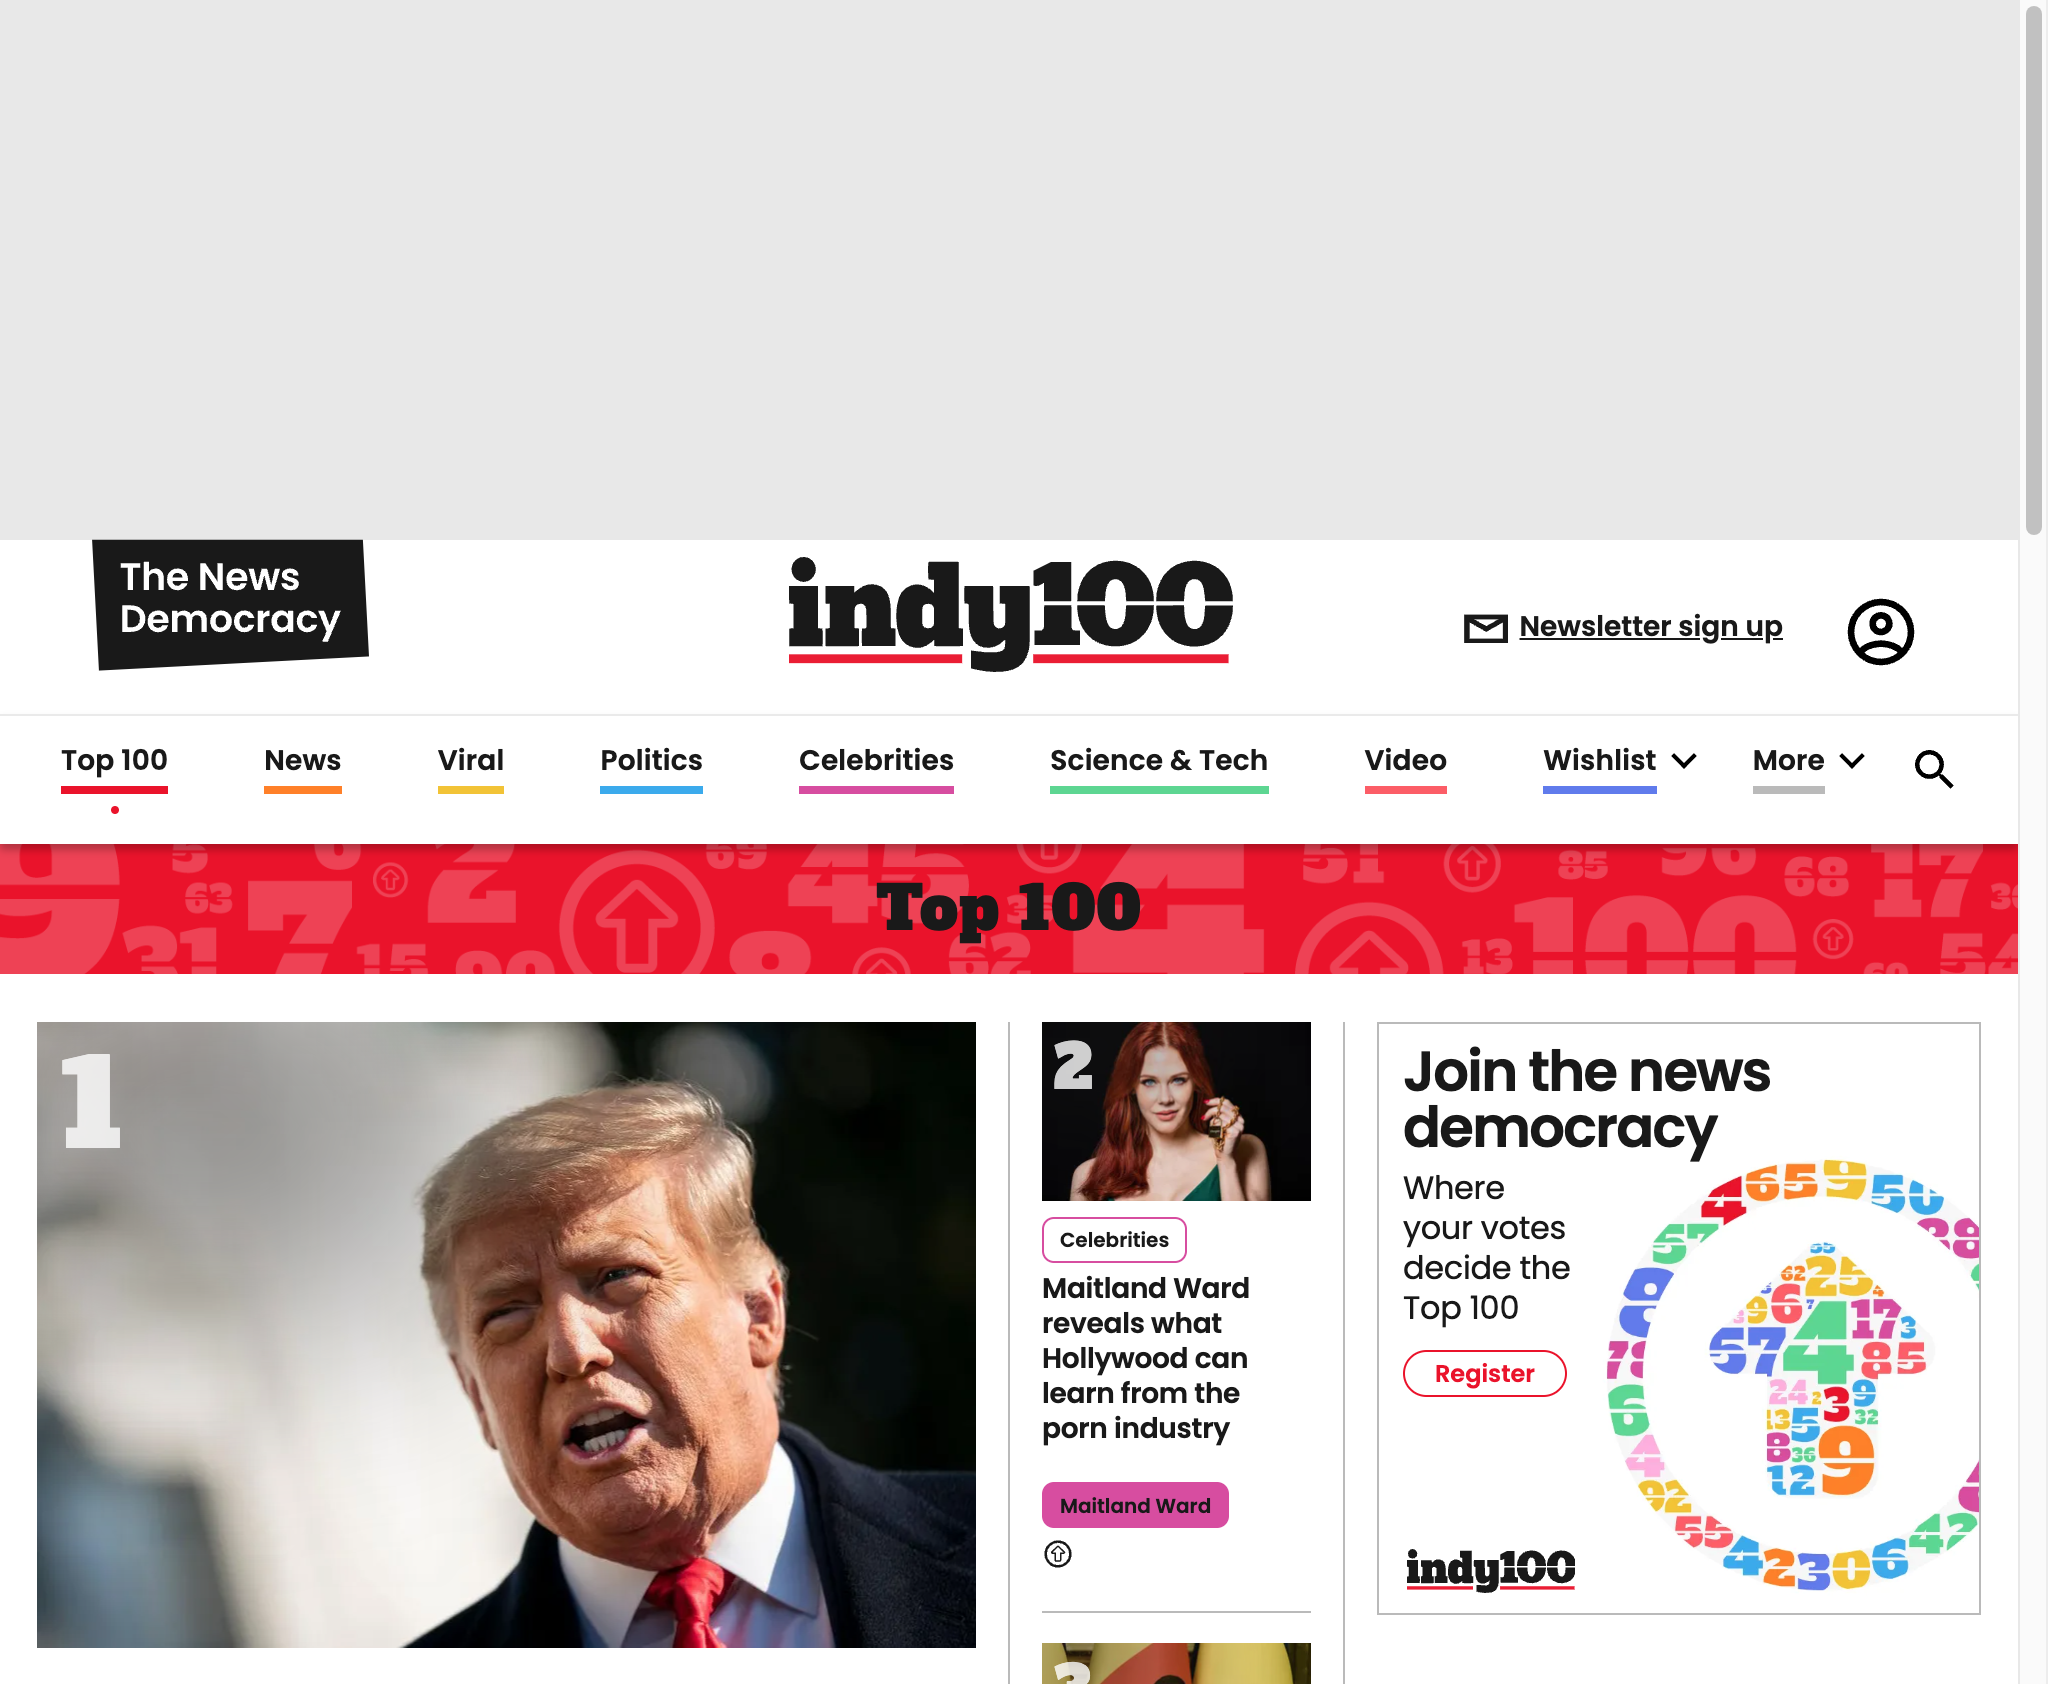 The News
Democracy
indy100
Newsletter sign up
Top 100
News
Viral
Politics
Celebrities
Science & Tech
Video
Wishlist
More
Top 100
1
2
Celebrities
Maitland Ward
reveals what
Hollywood can
learn from the
porn industry
Maitland Ward
Join the news
democracy
Where
your votes
decide the
Top 100
Register
indy100